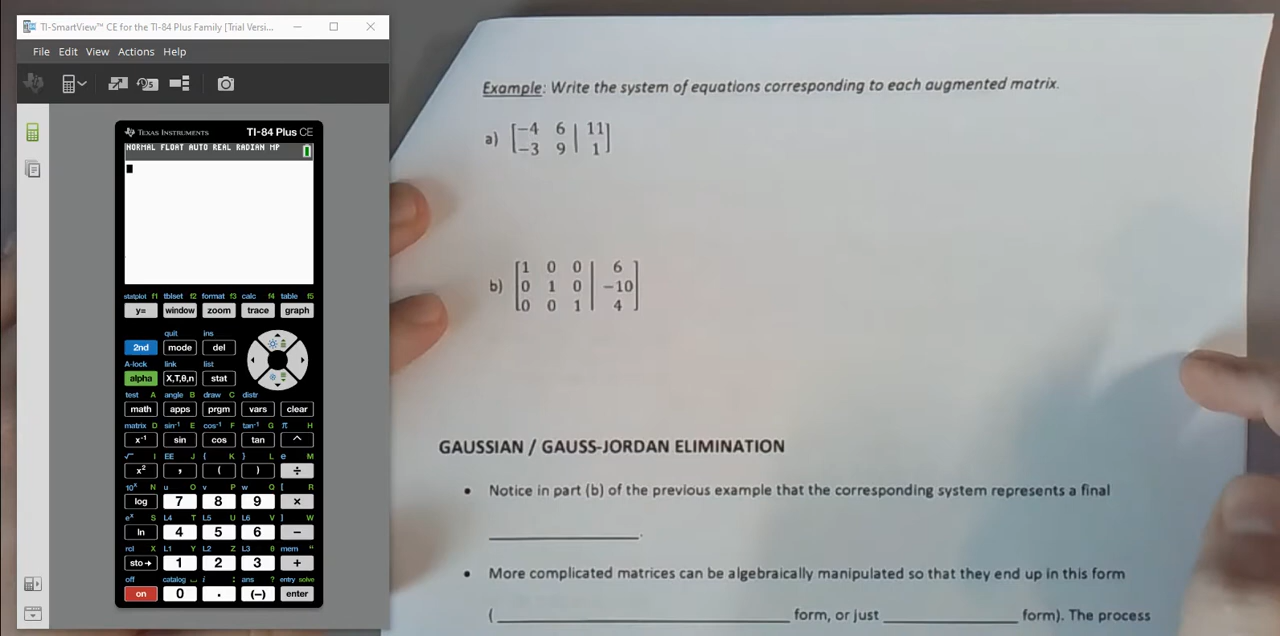 TI-SmartView™ CE for the TI-84 Plus Family [Trial Versi...
File Edit View Actions Help
TEXAS INSTRUMENTS TI-84 Plus CE
NORMAL FLOAT AUTO REAL RADIAN MP
statplot f1 tblset f2 format f3 calc f4 table f5
y= window zoom trace graph
quit ins
2nd mode del
A-lock link list
alpha X,T,θ,n stat
test A angle B draw C distr
math apps prgm vars clear
matrix D sin⁻¹ E cos⁻¹ F tan⁻¹ G π H
x⁻¹ sin cos tan ^
√ I EE J { K } L e M
x² , ( ) ÷
10ˣ N u O v P w Q [ R
log 7 8 9 ×
eˣ S L4 T L5 U L6 V ] W
ln 4 5 6 −
rcl X L1 Y L2 Z L3 θ mem "
sto→ 1 2 3 +
off catalog ⎵ i : ans ? entry solve
on 0 . (−) enter
Example: Write the system of equations corresponding to each augmented matrix.
a) [−4 6 | 11]
[−3 9 | 1]
b) [1 0 0 | 6]
[0 1 0 | −10]
[0 0 1 | 4]
GAUSSIAN / GAUSS-JORDAN ELIMINATION
• Notice in part (b) of the previous example that the corresponding system represents a final
____________________.
• More complicated matrices can be algebraically manipulated so that they end up in this form
(______________________________ form, or just __________________ form). The process